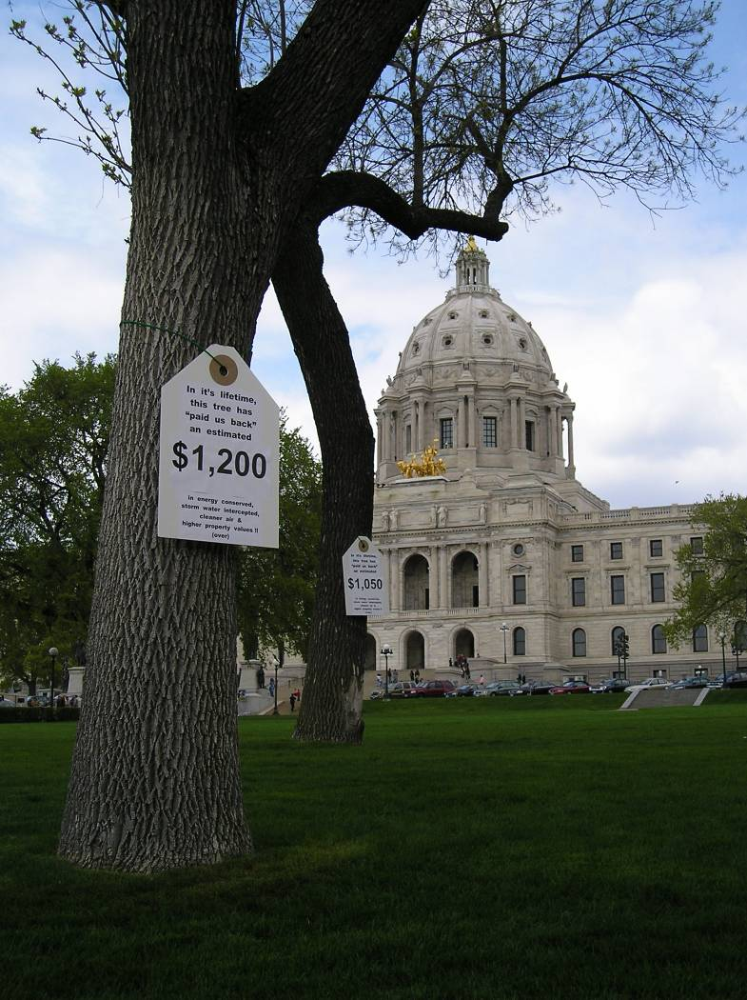 In it's lifetime,
this tree has
"paid us back"
an estimated
$1,200
in energy conserved,
storm water intercepted,
cleaner air &
higher property values !!
(over)
In it's lifetime,
this tree has
"paid us back"
an estimated
$1,050